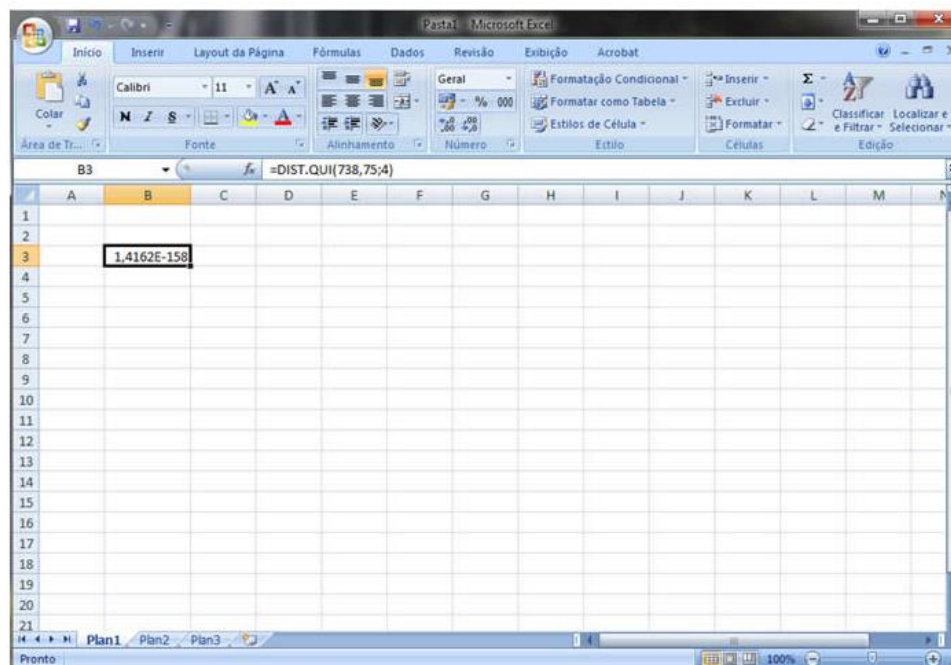 Pasta1 - Microsoft Excel
Início Inserir Layout da Página Fórmulas Dados Revisão Exibição Acrobat
Colar
Calibri 11 A A
N I S A
Geral
% 000
Formatação Condicional
Formatar como Tabela
Estilos de Célula
Inserir
Excluir
Formatar
Σ
Classificar e Filtrar
Localizar e Selecionar
Área de Tr... Fonte Alinhamento Número Estilo Células Edição
B3 fx =DIST.QUI(738,75;4)
A B C D E F G H I J K L M N
1
2
3 1,4162E-158
4
5
6
7
8
9
10
11
12
13
14
15
16
17
18
19
20
21
Plan1 Plan2 Plan3
Pronto 100%